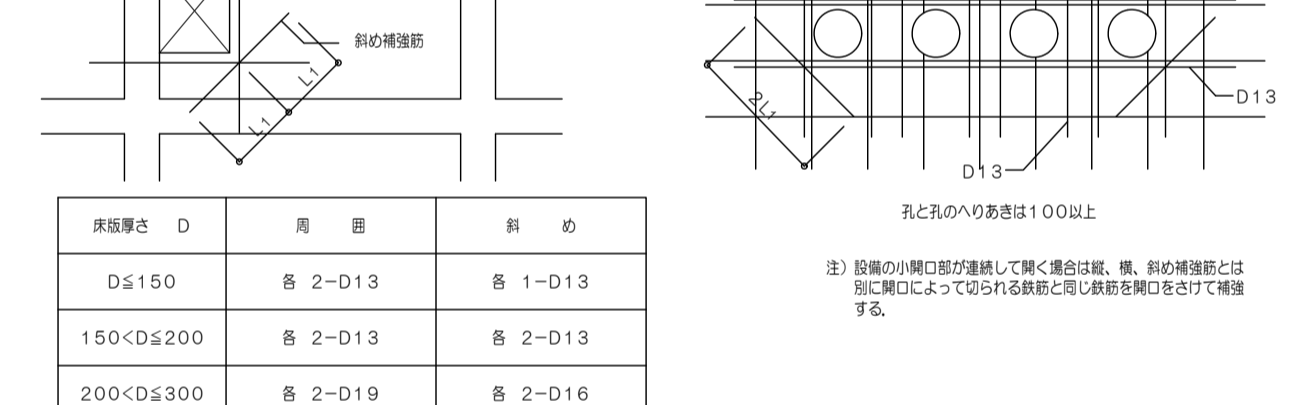 斜め補強筋
L1
L1
床版厚さ D 周 囲 斜 め
D≦150 各 2-D13 各 1-D13
150<D≦200 各 2-D13 各 2-D13
200<D≦300 各 2-D19 各 2-D16
2L1
D13
D13
孔と孔のへりあきは100以上
注) 設備の小開口部が連続して開く場合は縦、横、斜め補強筋とは
別に開口によって切られる鉄筋と同じ鉄筋を開口をさけて補強
する.